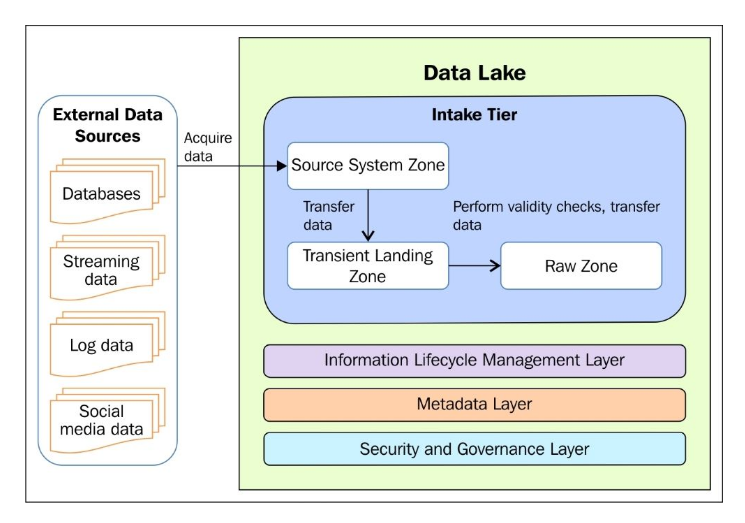 Data Lake
External Data
Sources
Databases
Streaming
data
Log data
Social
media data
Acquire
data
Intake Tier
Source System Zone
Transfer
data
Perform validity checks, transfer
data
Transient Landing
Zone
Raw Zone
Information Lifecycle Management Layer
Metadata Layer
Security and Governance Layer